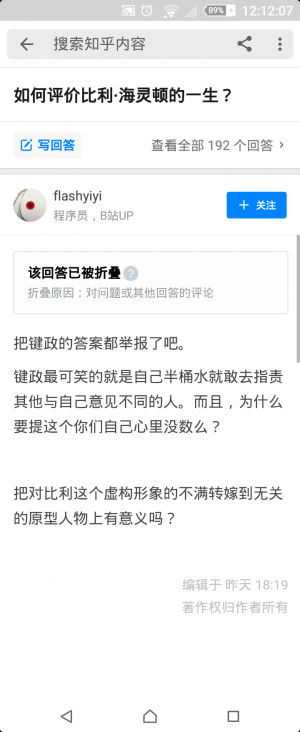 89% 12:12:07
搜索知乎内容
如何评价比利·海灵顿的一生？
写回答 查看全部 192 个回答
flashyiyi
程序员，B站UP
关注
该回答已被折叠 ?
折叠原因：对问题或其他回答的评论
把键政的答案都举报了吧。
键政最可笑的就是自己半桶水就敢去指责
其他与自己意见不同的人。而且，为什么
要提这个你们自己心里没数么？
把对比利这个虚构形象的不满转嫁到无关
的原型人物上有意义吗？
编辑于 昨天 18:19
著作权归作者所有